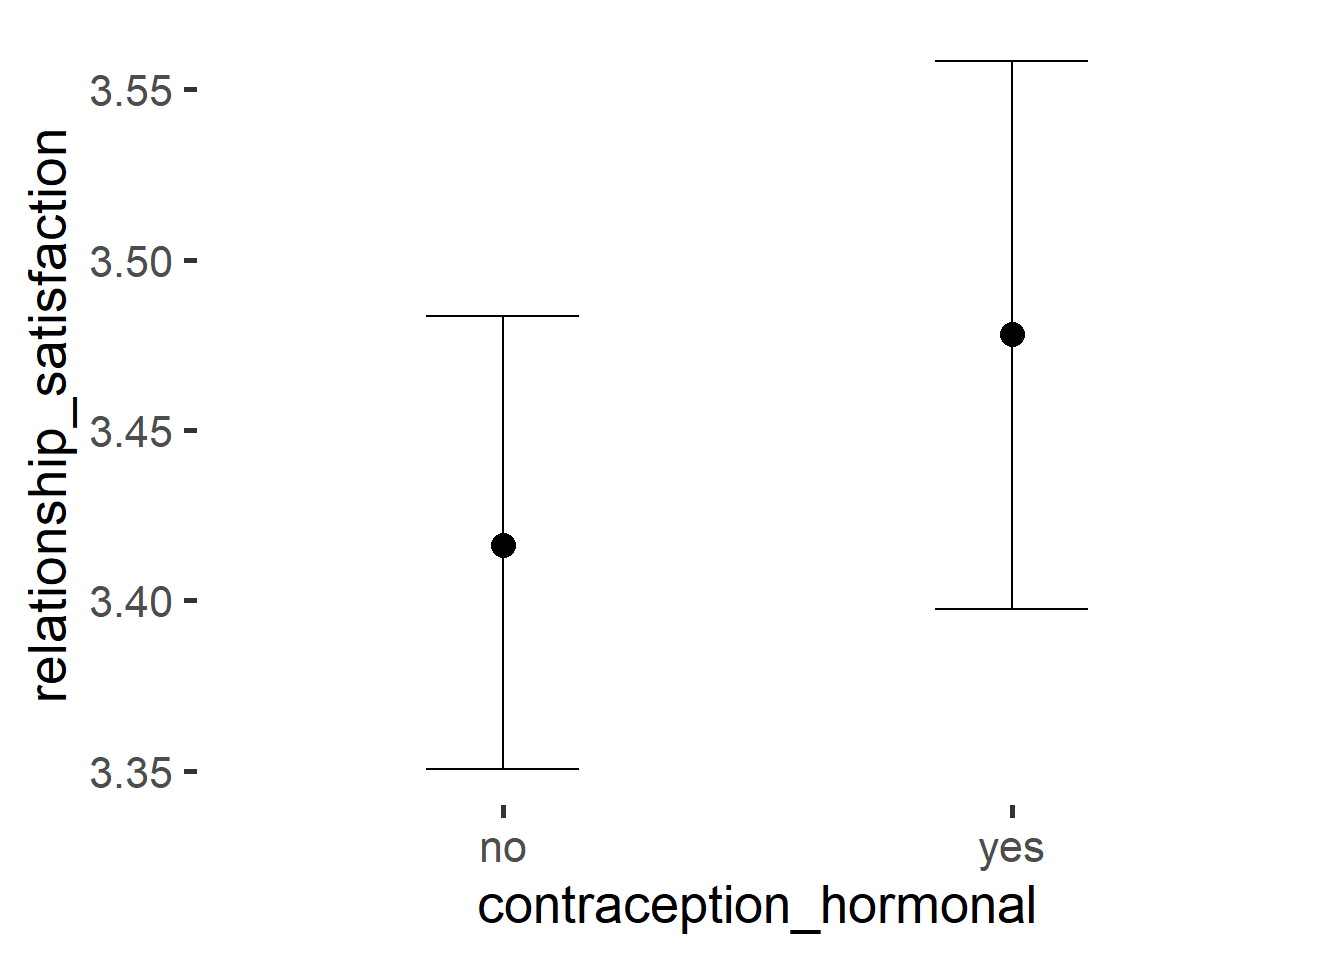 relationship_satisfaction
3.55
3.50
3.45
3.40
3.35
no
yes
contraception_hormonal